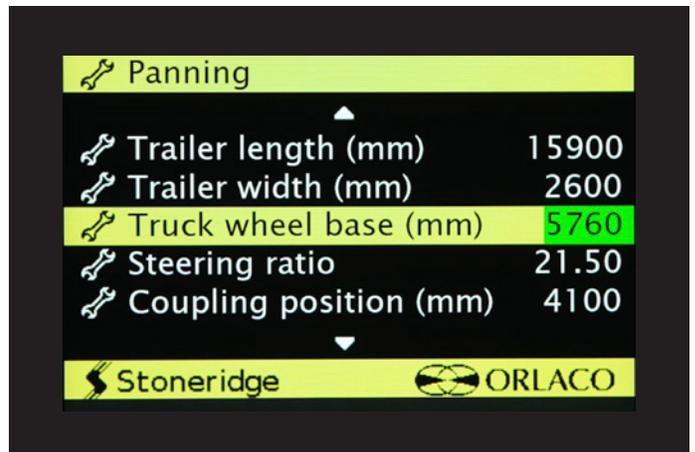 Panning
Trailer length (mm) 15900
Trailer width (mm) 2600
Truck wheel base (mm) 5760
Steering ratio 21.50
Coupling position (mm) 4100
Stoneridge ORLACO